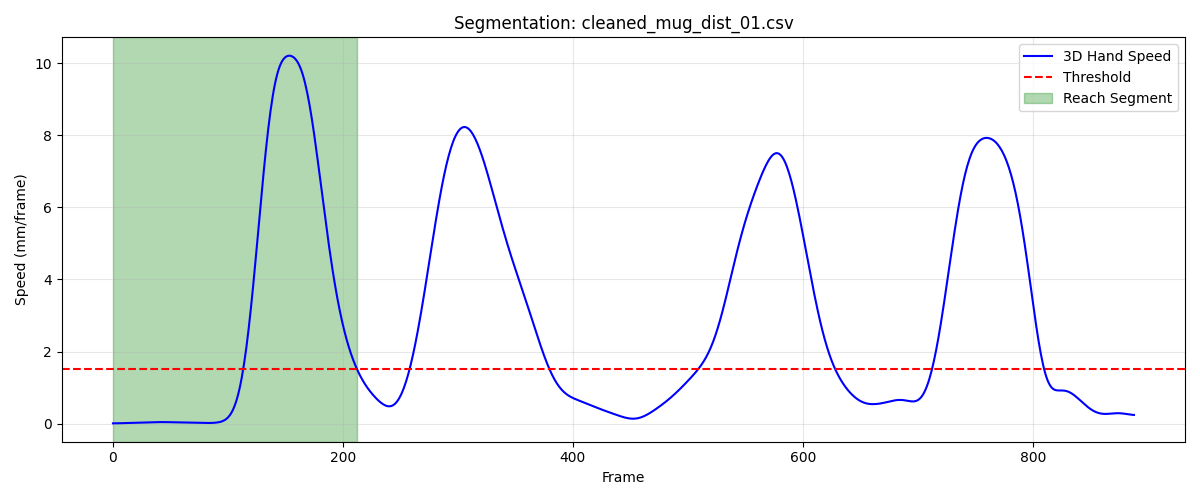 Segmentation: cleaned_mug_dist_01.csv
3D Hand Speed
Threshold
Reach Segment
Speed (mm/frame)
10
8
6
4
2
0
0 200 400 600 800
Frame